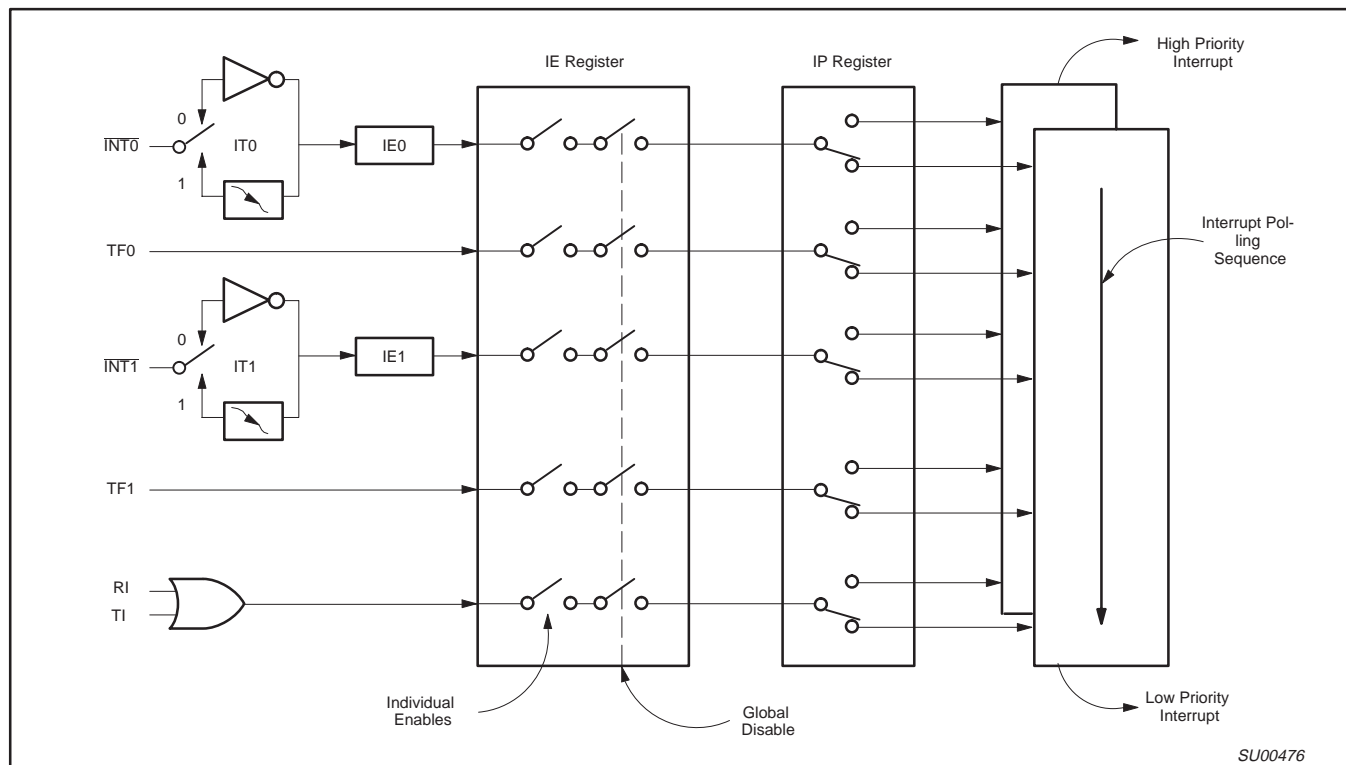 High Priority
Interrupt
IE Register
IP Register
0
INT0
IT0
IE0
1
Interrupt Pol-
ling
Sequence
TF0
0
INT1
IT1
IE1
1
TF1
RI
TI
Individual
Enables
Global
Disable
Low Priority
Interrupt
SU00476